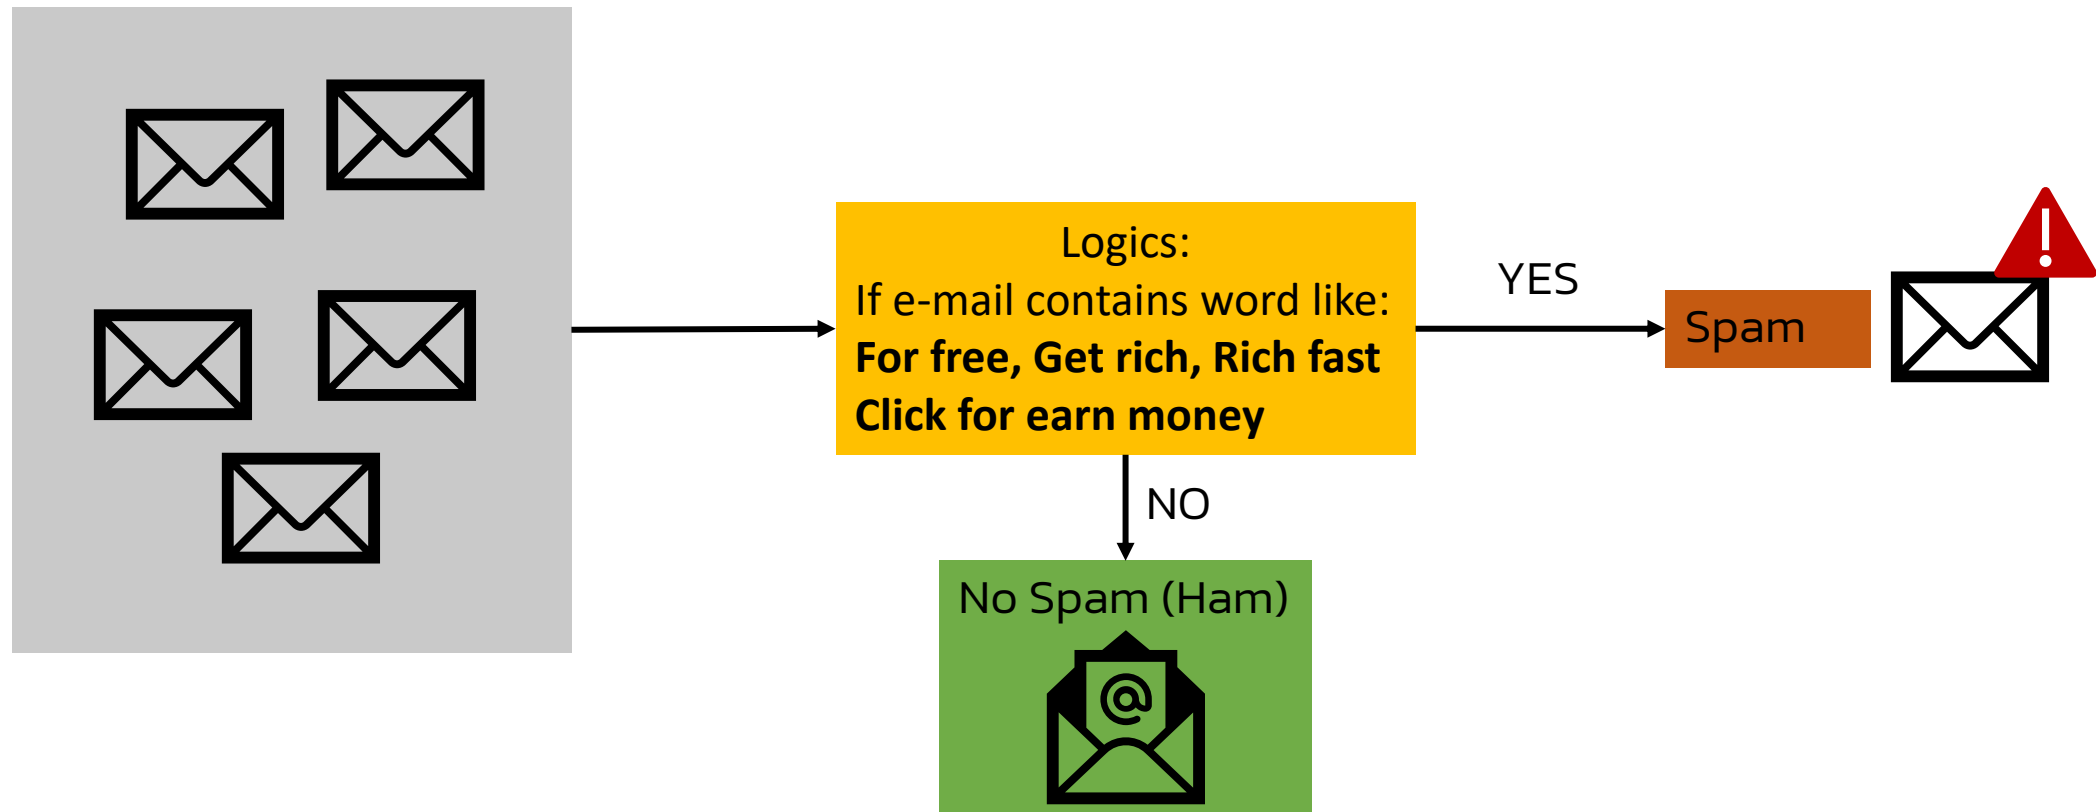 Logics:
If e-mail contains word like:
For free, Get rich, Rich fast
Click for earn money
YES
Spam
NO
No Spam (Ham)
@